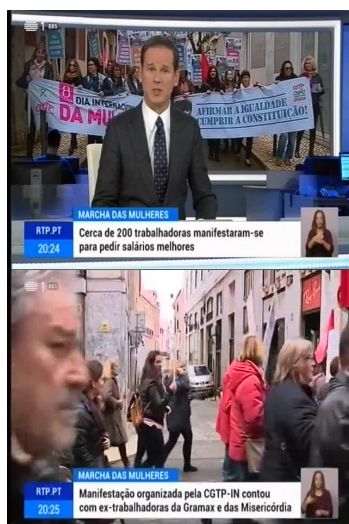 1
8
DIA INTERNACIONAL
DA MULHER
AFIRMAR A IGUALDADE
CUMPRIR A CONSTITUIÇÃO!
MARCHA DAS MULHERES
RTP.PT
20:24
Cerca de 200 trabalhadoras manifestaram-se
para pedir salários melhores
1
MARCHA DAS MULHERES
RTP.PT
20:25
Manifestação organizada pela CGTP-IN contou
com ex-trabalhadoras da Gramax e das Misericórdia